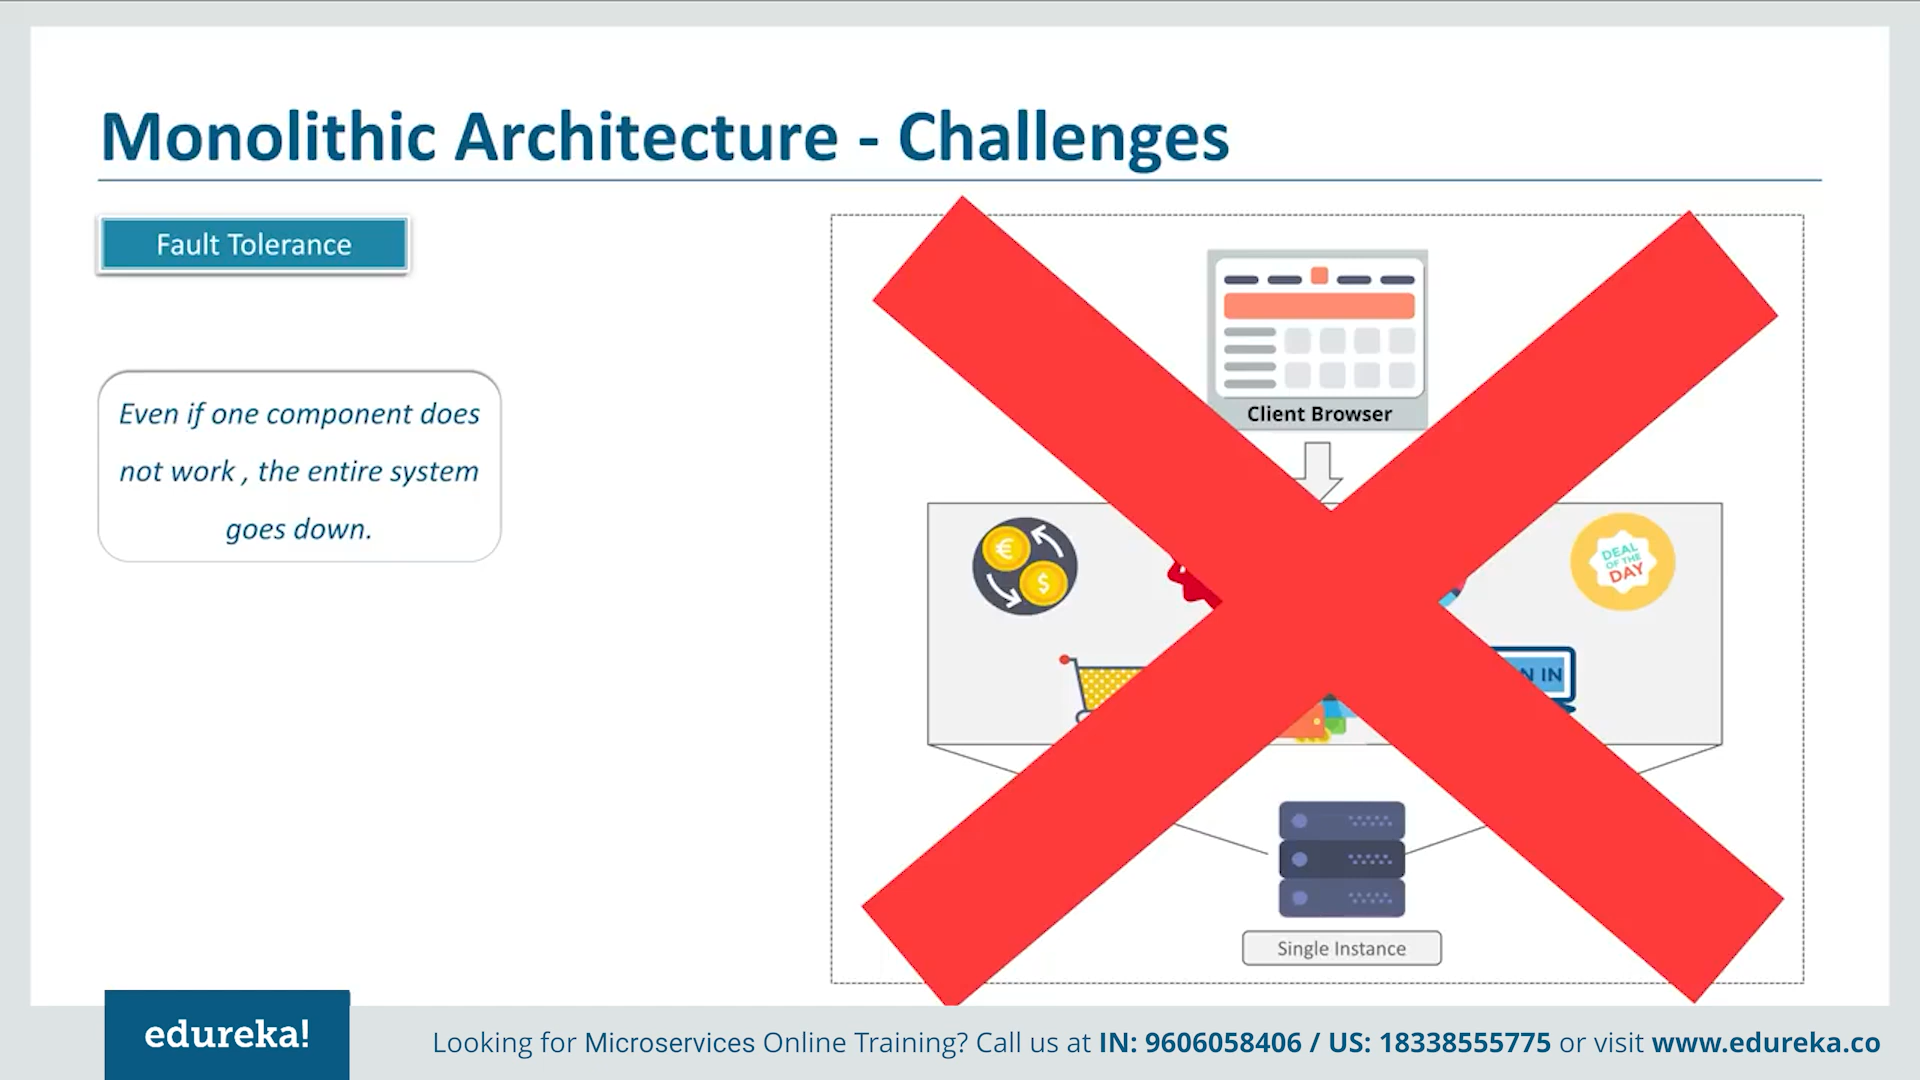 Monolithic Architecture - Challenges
Fault Tolerance
Even if one component does
not work , the entire system
goes down.
Client Browser
€
$
DEAL
OF THE
DAY
N IN
Single Instance
edureka!
Looking for Microservices Online Training? Call us at IN: 9606058406 / US: 18338555775 or visit www.edureka.co